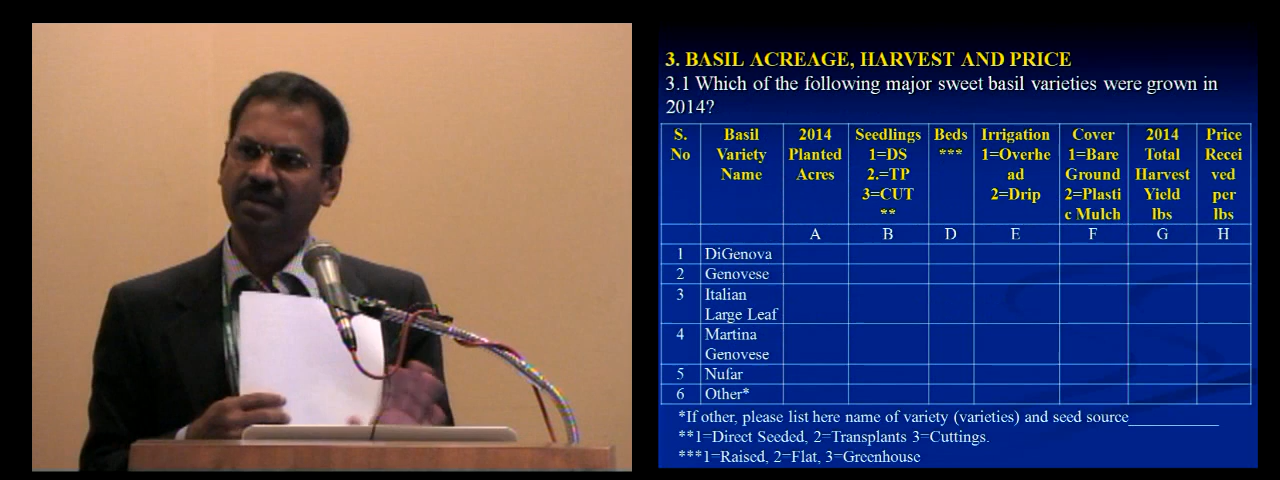 3. BASIL ACREAGE, HARVEST AND PRICE
3.1 Which of the following major sweet basil varieties were grown in
2014?
S. Basil 2014 Seedlings Beds Irrigation Cover 2014 Price
No Variety Planted 1=DS *** 1=Overhe 1=Bare Total Recei
Name Acres 2.=TP ad Ground Harvest ved
3=CUT 2=Drip 2=Plasti Yield per
** c Mulch lbs lbs
A B D E F G H
1 DiGenova
2 Genovese
3 Italian
Large Leaf
4 Martina
Genovese
5 Nufar
6 Other*
*If other, please list here name of variety (varieties) and seed source___________
**1=Direct Seeded, 2=Transplants 3=Cuttings.
***1=Raised, 2=Flat, 3=Greenhouse